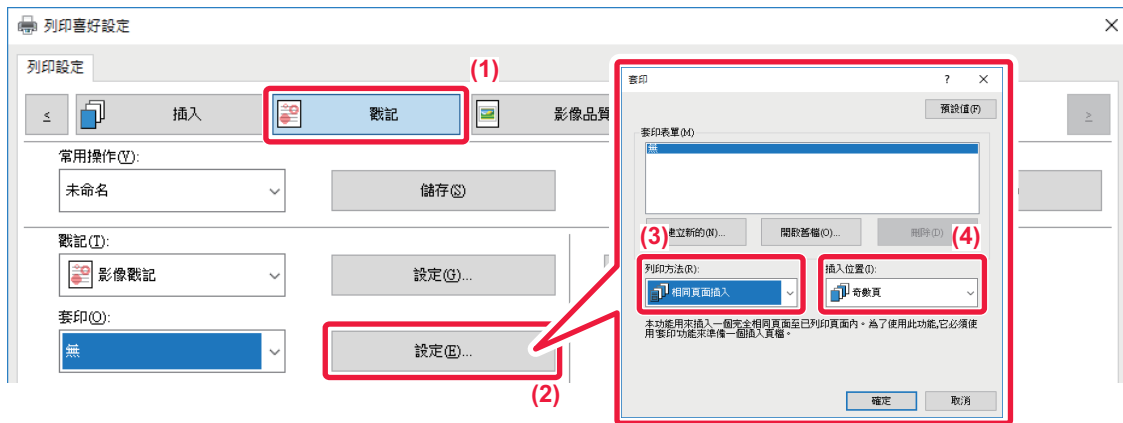 列印喜好設定
列印設定
(1)
≤
插入
戳記
影像品質
≥
常用操作(V):
未命名
儲存(S)
戳記(T):
影像戳記
設定(G)...
套印(O):
無
設定(E)...
(2)
套印
?
預設值(F)
套印表單(M)
無
(3)
建立新的(N)...
開啟舊檔(O)...
刪除(D)
(4)
列印方法(R):
插入位置(I):
相同頁面插入
奇數頁
本功能用來插入一個完全相同頁面至已列印頁面內。為了使用此功能,它必須使
用'套印'功能來準備一個插入頁檔。
確定
取消